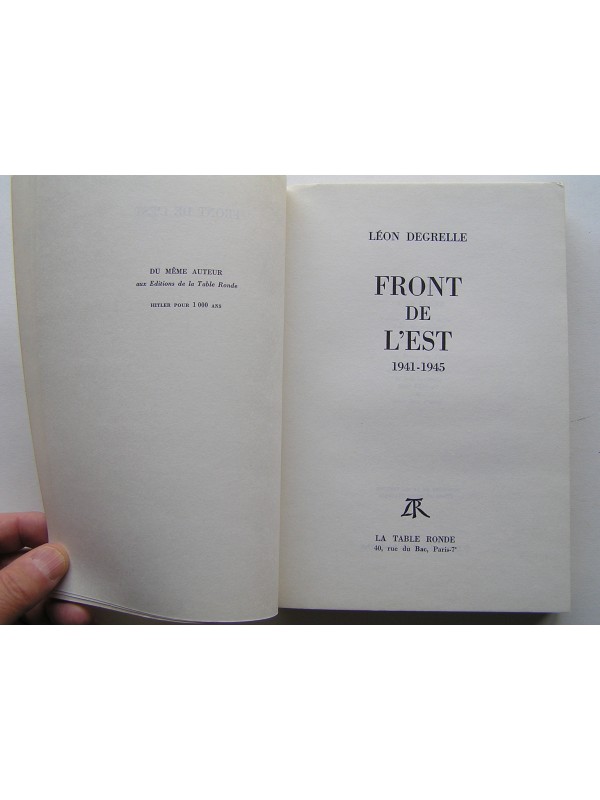 DU MÊME AUTEUR
aux Editions de la Table Ronde
HITLER POUR 1 000 ANS
LÉON DEGRELLE
FRONT
DE
L'EST
1941-1945
LA TABLE RONDE
40, rue du Bac, Paris-7ᵉ